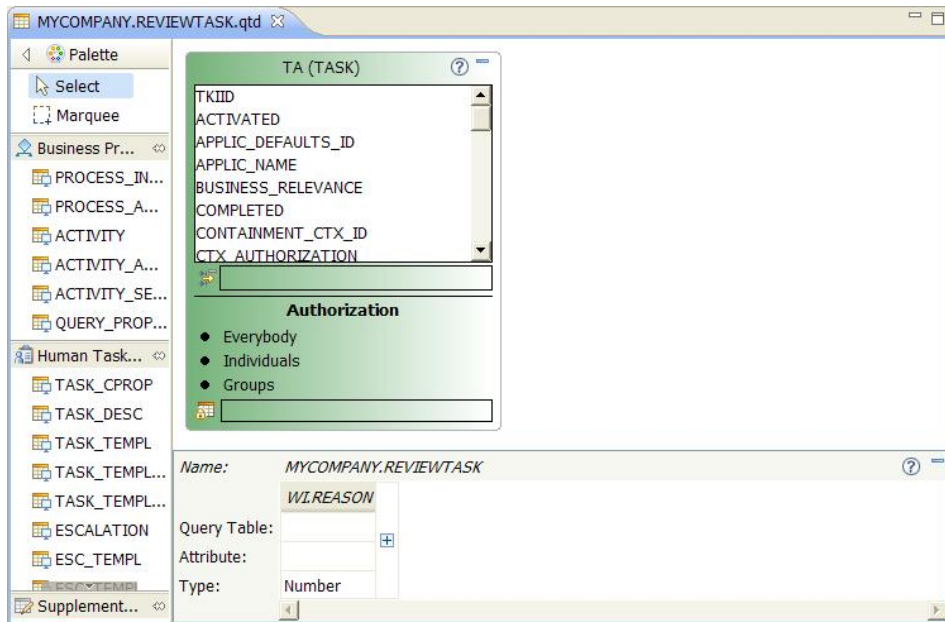 MYCOMPANY.REVIEWTASK.qtd
Palette
Select
Marquee
Business Pr...
PROCESS_IN...
PROCESS_A...
ACTIVITY
ACTIVITY_A...
ACTIVITY_SE...
QUERY_PROP...
Human Task...
TASK_CPROP
TASK_DESC
TASK_TEMPL
TASK_TEMPL...
TASK_TEMPL...
ESCALATION
ESC_TEMPL
Supplement...
TA (TASK)
TKIID
ACTIVATED
APPLIC_DEFAULTS_ID
APPLIC_NAME
BUSINESS_RELEVANCE
COMPLETED
CONTAINMENT_CTX_ID
CTX_AUTHORIZATION
Authorization
Everybody
Individuals
Groups
Name: MYCOMPANY.REVIEWTASK
WI.REASON
Query Table:
Attribute:
Type: Number